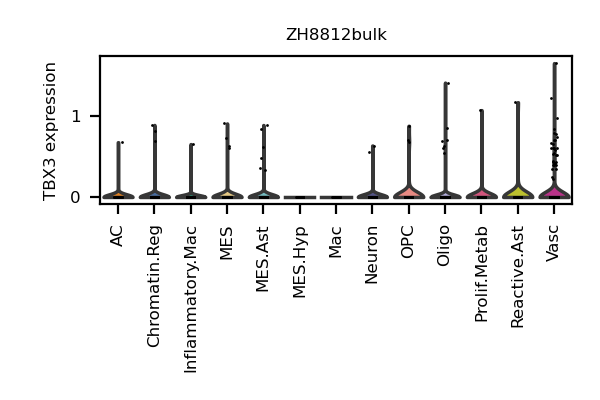 ZH8812bulk
TBX3 expression
1
0
AC
Chromatin.Reg
Inflammatory.Mac
MES
MES.Ast
MES.Hyp
Mac
Neuron
OPC
Oligo
Prolif.Metab
Reactive.Ast
Vasc